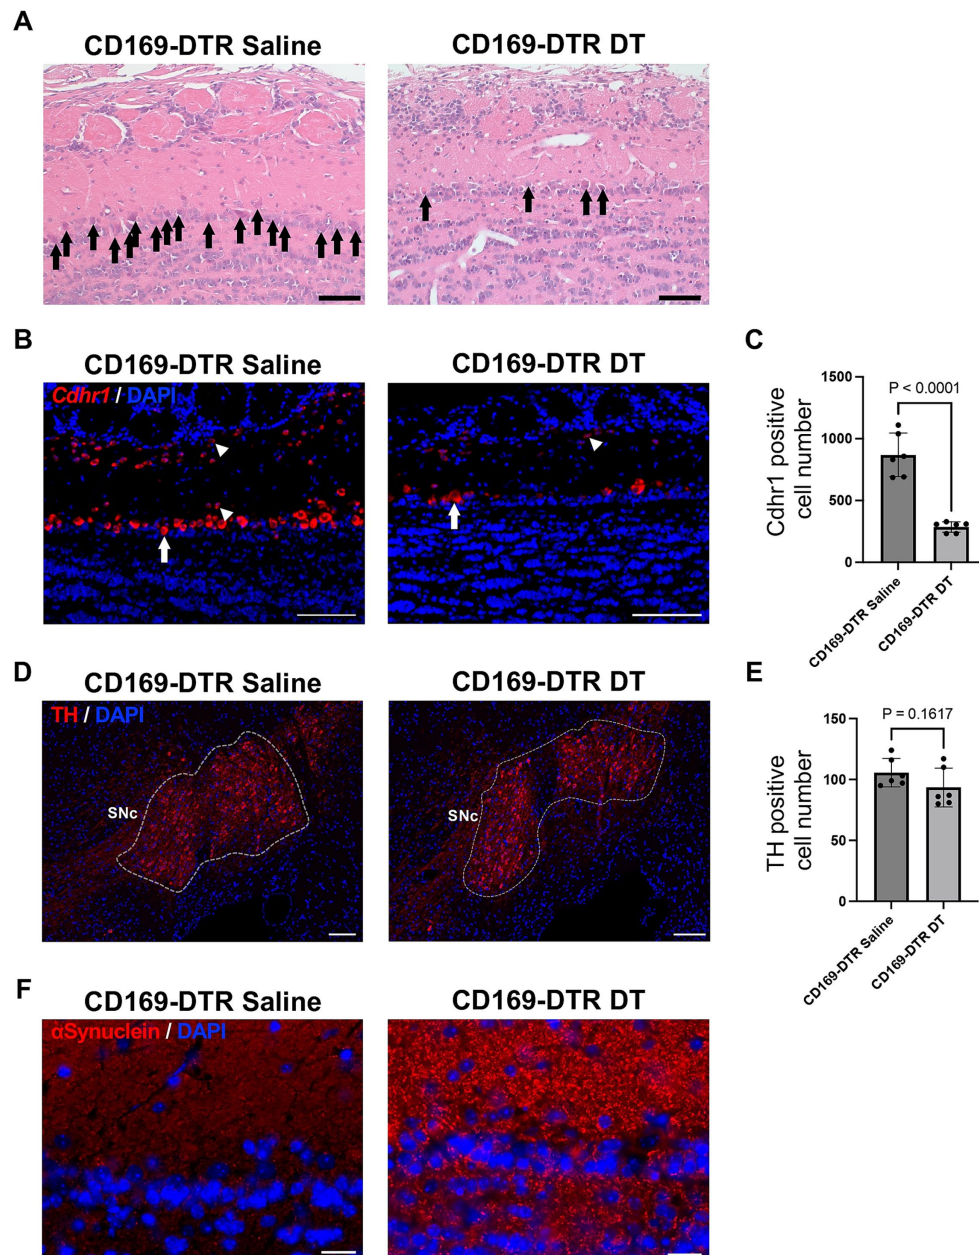 A
CD169-DTR Saline
CD169-DTR DT
B
CD169-DTR Saline
CD169-DTR DT
Cdhr1 / DAPI
C
Cdhr1 positive
cell number
1500
1000
500
0
P < 0.0001
CD169-DTR Saline
CD169-DTR DT
D
CD169-DTR Saline
CD169-DTR DT
TH / DAPI
SNc
SNc
E
TH positive
cell number
150
100
50
0
P = 0.1617
CD169-DTR Saline
CD169-DTR DT
F
CD169-DTR Saline
CD169-DTR DT
αSynuclein / DAPI